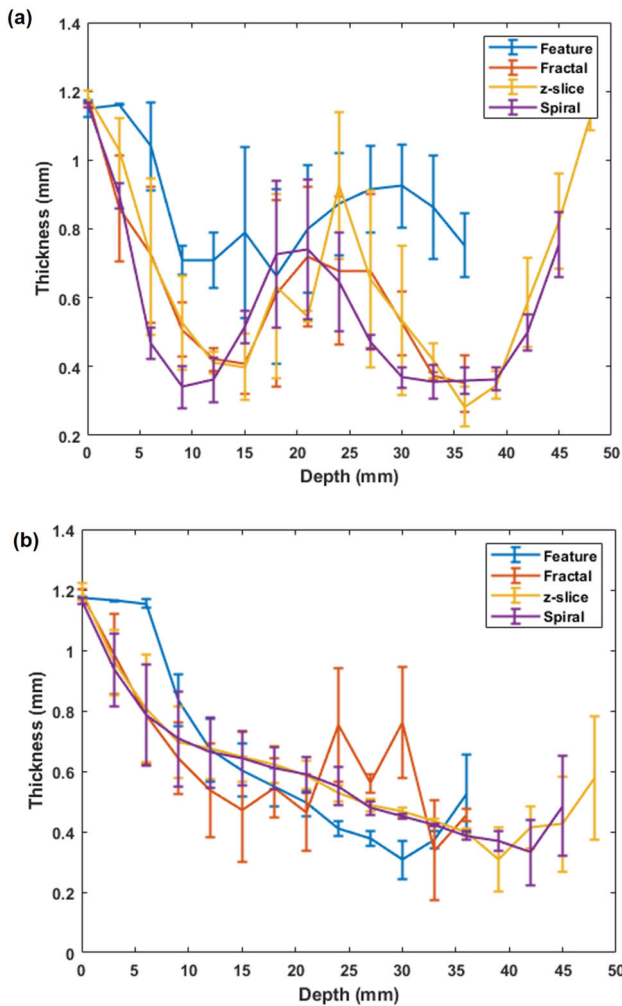 (a)
1.4
1.2
1
0.8
0.6
0.4
0.2
Thickness (mm)
Feature
Fractal
z-slice
Spiral
0 5 10 15 20 25 30 35 40 45 50
Depth (mm)
(b)
1.4
1.2
1
0.8
0.6
0.4
0.2
0
Thickness (mm)
Feature
Fractal
z-slice
Spiral
0 5 10 15 20 25 30 35 40 45 50
Depth (mm)